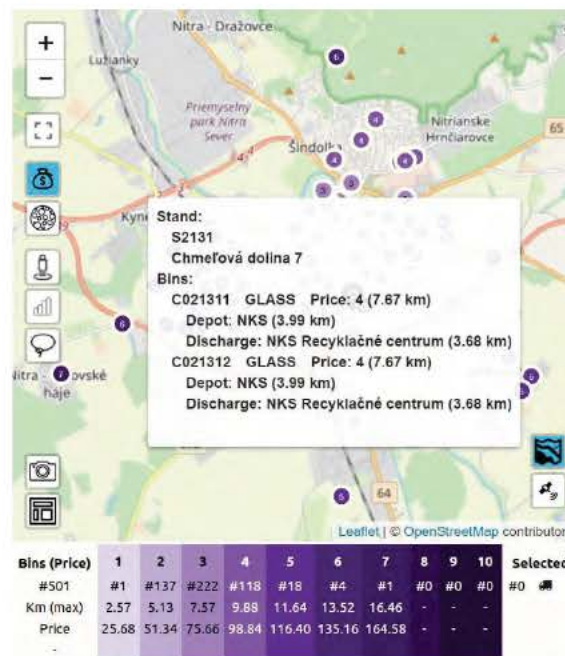 Nitra - Dražovce
Lužianky
Priemyselny
park Nitra
Sever
Šindolka
Nitrianske
Hrnčiarovce
65
Stand:
S2131
Chmeľová dolina 7
Bins:
C021311 GLASS Price: 4 (7.67 km)
Depot: NKS (3.99 km)
Discharge: NKS Recyklačné centrum (3.68 km)
C021312 GLASS Price: 4 (7.67 km)
Depot: NKS (3.99 km)
Discharge: NKS Recyklačné centrum (3.68 km)
háje
64
Leaflet | © OpenStreetMap contributor
Bins (Price) 1 2 3 4 5 6 7 8 9 10 Selected
#501 #1 #137 #222 #118 #18 #4 #1 #0 #0 #0 #0
Km (max) 2.57 5.13 7.57 9.88 11.64 13.52 16.46 - - -
Price 25.68 51.34 75.66 98.84 116.40 135.16 164.58 - - -
-